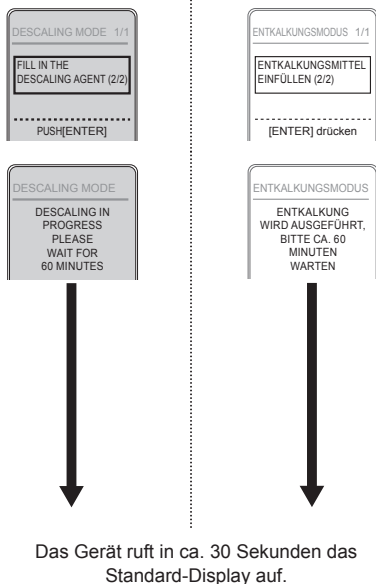 DESCALING MODE 1/1
FILL IN THE
DESCALING AGENT (2/2)
PUSH[ENTER]
DESCALING MODE
DESCALING IN
PROGRESS
PLEASE
WAIT FOR
60 MINUTES
ENTKALKUNGSMODUS 1/1
ENTKALKUNGSMITTEL
EINFÜLLEN (2/2)
[ENTER] drücken
ENTKALKUNGSMODUS
ENTKALKUNG
WIRD AUSGEFÜHRT,
BITTE CA. 60
MINUTEN
WARTEN
Das Gerät ruft in ca. 30 Sekunden das
Standard-Display auf.